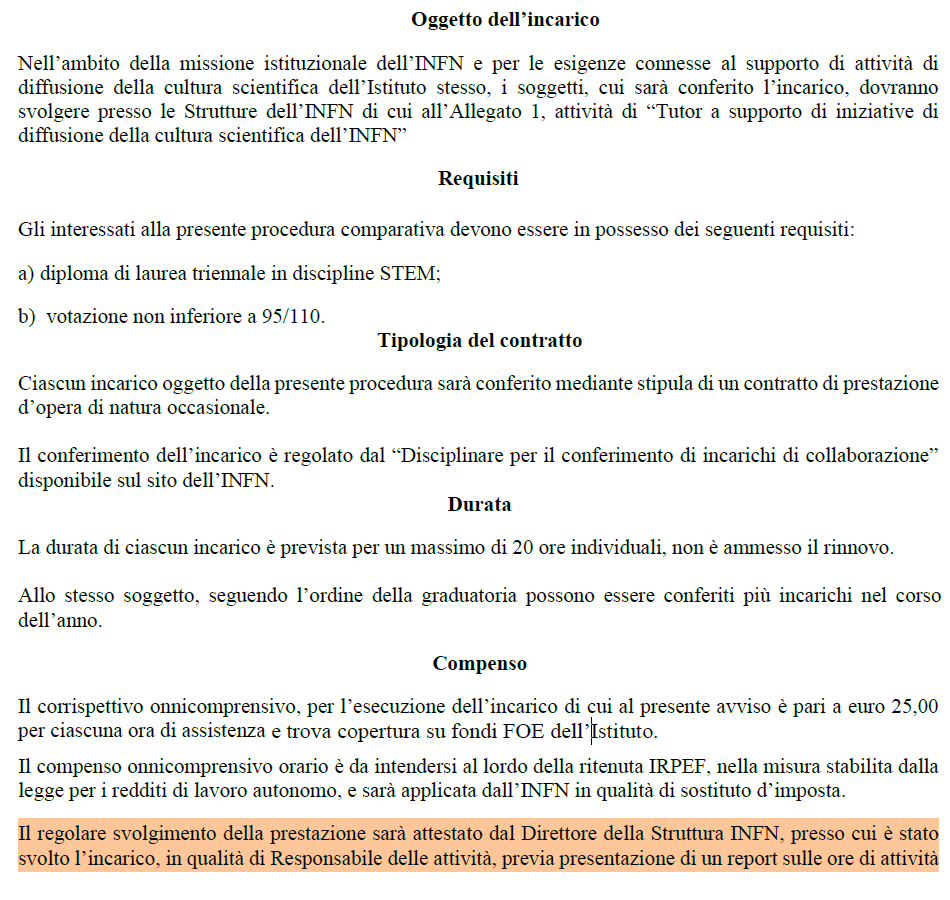 Oggetto dell’incarico
Nell’ambito della missione istituzionale dell’INFN e per le esigenze connesse al supporto di attività di
diffusione della cultura scientifica dell’Istituto stesso, i soggetti, cui sarà conferito l’incarico, dovranno
svolgere presso le Strutture dell’INFN di cui all’Allegato 1, attività di “Tutor a supporto di iniziative di
diffusione della cultura scientifica dell’INFN”
Requisiti
Gli interessati alla presente procedura comparativa devono essere in possesso dei seguenti requisiti:
a) diploma di laurea triennale in discipline STEM;
b) votazione non inferiore a 95/110.
Tipologia del contratto
Ciascun incarico oggetto della presente procedura sarà conferito mediante stipula di un contratto di prestazione
d’opera di natura occasionale.
Il conferimento dell’incarico è regolato dal “Disciplinare per il conferimento di incarichi di collaborazione”
disponibile sul sito dell’INFN.
Durata
La durata di ciascun incarico è prevista per un massimo di 20 ore individuali, non è ammesso il rinnovo.
Allo stesso soggetto, seguendo l’ordine della graduatoria possono essere conferiti più incarichi nel corso
dell’anno.
Compenso
Il corrispettivo onnicomprensivo, per l’esecuzione dell’incarico di cui al presente avviso è pari a euro 25,00
per ciascuna ora di assistenza e trova copertura su fondi FOE dell’Istituto.
Il compenso onnicomprensivo orario è da intendersi al lordo della ritenuta IRPEF, nella misura stabilita dalla
legge per i redditi di lavoro autonomo, e sarà applicata dall’INFN in qualità di sostituto d’imposta.
Il regolare svolgimento della prestazione sarà attestato dal Direttore della Struttura INFN, presso cui è stato
svolto l’incarico, in qualità di Responsabile delle attività, previa presentazione di un report sulle ore di attività